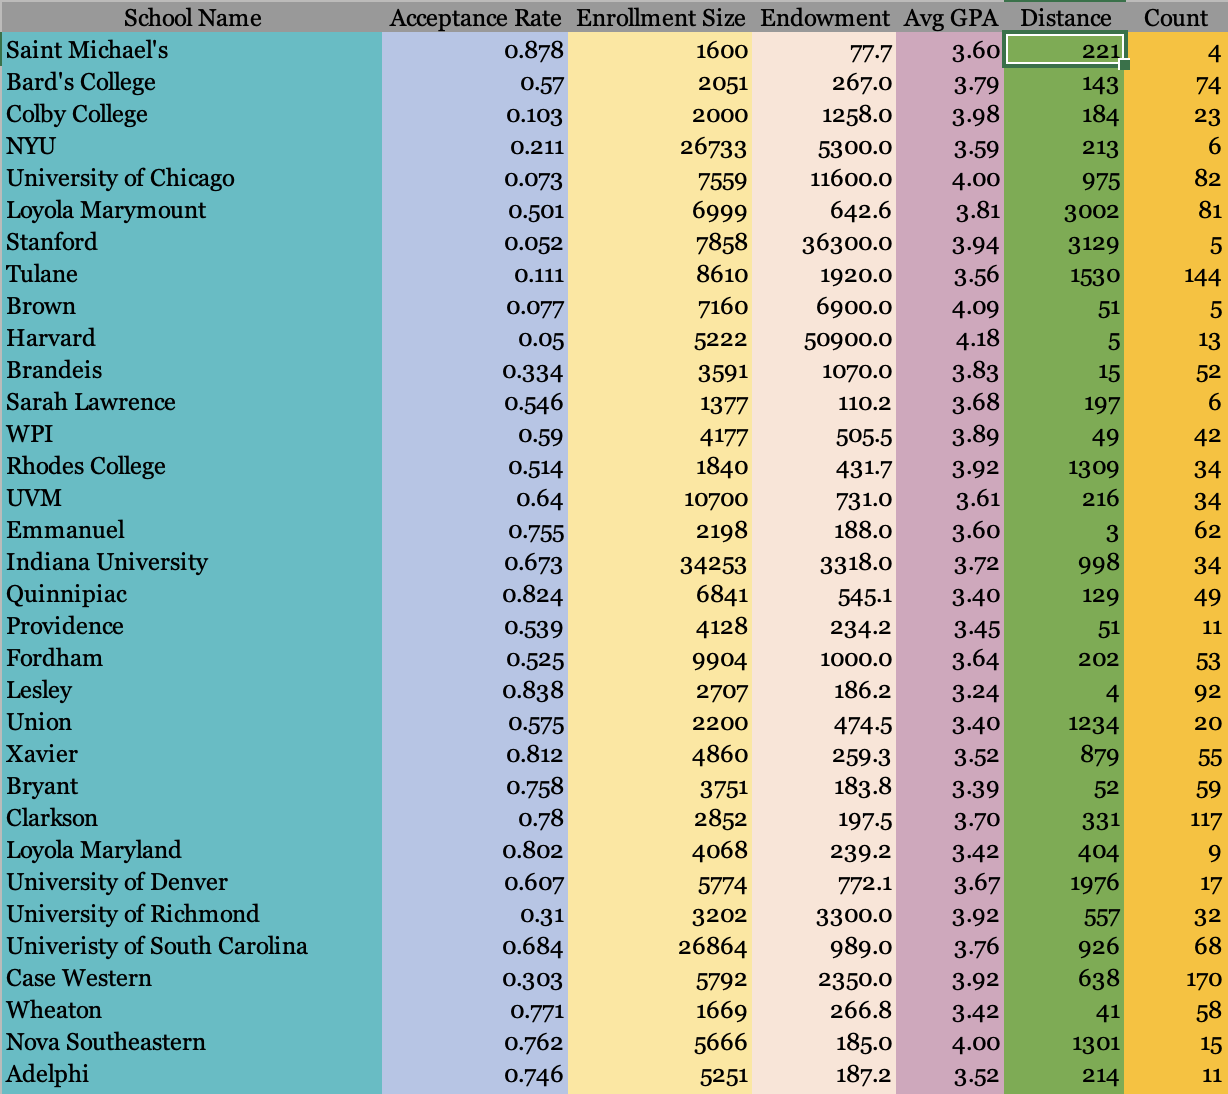 School Name Acceptance Rate Enrollment Size Endowment Avg GPA Distance Count
Saint Michael's 0.878 1600 77.7 3.60 221 4
Bard's College 0.57 2051 267.0 3.79 143 74
Colby College 0.103 2000 1258.0 3.98 184 23
NYU 0.211 26733 5300.0 3.59 213 6
University of Chicago 0.073 7559 11600.0 4.00 975 82
Loyola Marymount 0.501 6999 642.6 3.81 3002 81
Stanford 0.052 7858 36300.0 3.94 3129 5
Tulane 0.111 8610 1920.0 3.56 1530 144
Brown 0.077 7160 6900.0 4.09 51 5
Harvard 0.05 5222 50900.0 4.18 5 13
Brandeis 0.334 3591 1070.0 3.83 15 52
Sarah Lawrence 0.546 1377 110.2 3.68 197 6
WPI 0.59 4177 505.5 3.89 49 42
Rhodes College 0.514 1840 431.7 3.92 1309 34
UVM 0.64 10700 731.0 3.61 216 34
Emmanuel 0.755 2198 188.0 3.60 3 62
Indiana University 0.673 34253 3318.0 3.72 998 34
Quinnipiac 0.824 6841 545.1 3.40 129 49
Providence 0.539 4128 234.2 3.45 51 11
Fordham 0.525 9904 1000.0 3.64 202 53
Lesley 0.838 2707 186.2 3.24 4 92
Union 0.575 2200 474.5 3.40 1234 20
Xavier 0.812 4860 259.3 3.52 879 55
Bryant 0.758 3751 183.8 3.39 52 59
Clarkson 0.78 2852 197.5 3.70 331 117
Loyola Maryland 0.802 4068 239.2 3.42 404 9
University of Denver 0.607 5774 772.1 3.67 1976 17
University of Richmond 0.31 3202 3300.0 3.92 557 32
Univeristy of South Carolina 0.684 26864 989.0 3.76 926 68
Case Western 0.303 5792 2350.0 3.92 638 170
Wheaton 0.771 1669 266.8 3.42 41 58
Nova Southeastern 0.762 5666 185.0 4.00 1301 15
Adelphi 0.746 5251 187.2 3.52 214 11